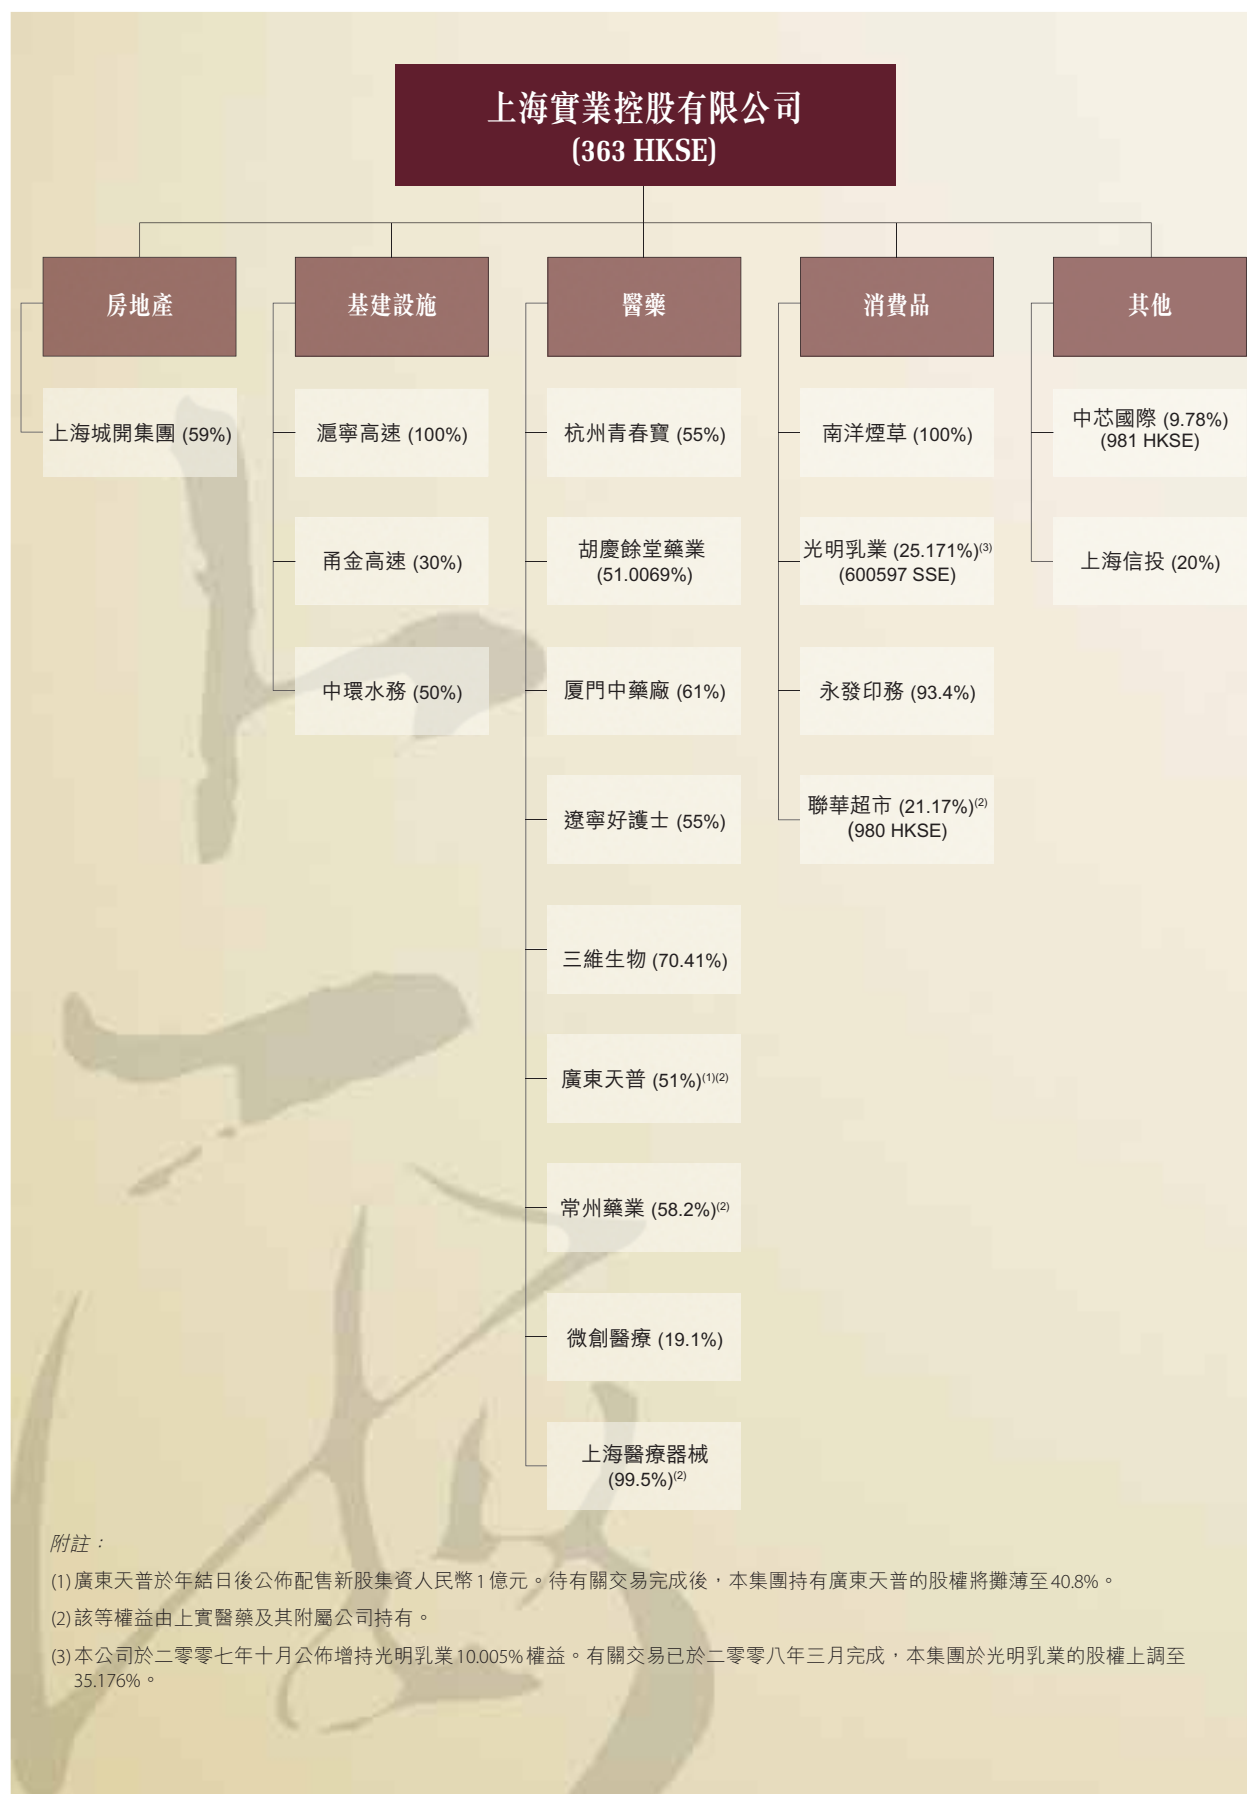 上海實業控股有限公司
(363 HKSE)
房地產
上海城開集團 (59%)
基建設施
滬寧高速 (100%)
甬金高速 (30%)
中環水務 (50%)
醫藥
杭州青春寶 (55%)
胡慶餘堂藥業
(51.0069%)
厦門中藥廠 (61%)
遼寧好護士 (55%)
三維生物 (70.41%)
廣東天普 (51%)(1)(2)
常州藥業 (58.2%)(2)
微創醫療 (19.1%)
上海醫療器械
(99.5%)(2)
消費品
南洋煙草 (100%)
光明乳業 (25.171%)(3)
(600597 SSE)
永發印務 (93.4%)
聯華超市 (21.17%)(2)
(980 HKSE)
其他
中芯國際 (9.78%)
(981 HKSE)
上海信投 (20%)
附註：
(1) 廣東天普於年結日後公佈配售新股集資人民幣1億元。待有關交易完成後，本集團持有廣東天普的股權將攤薄至40.8%。
(2) 該等權益由上實醫藥及其附屬公司持有。
(3) 本公司於二零零七年十月公佈增持光明乳業10.005%權益。有關交易已於二零零八年三月完成，本集團於光明乳業的股權上調至
35.176%。